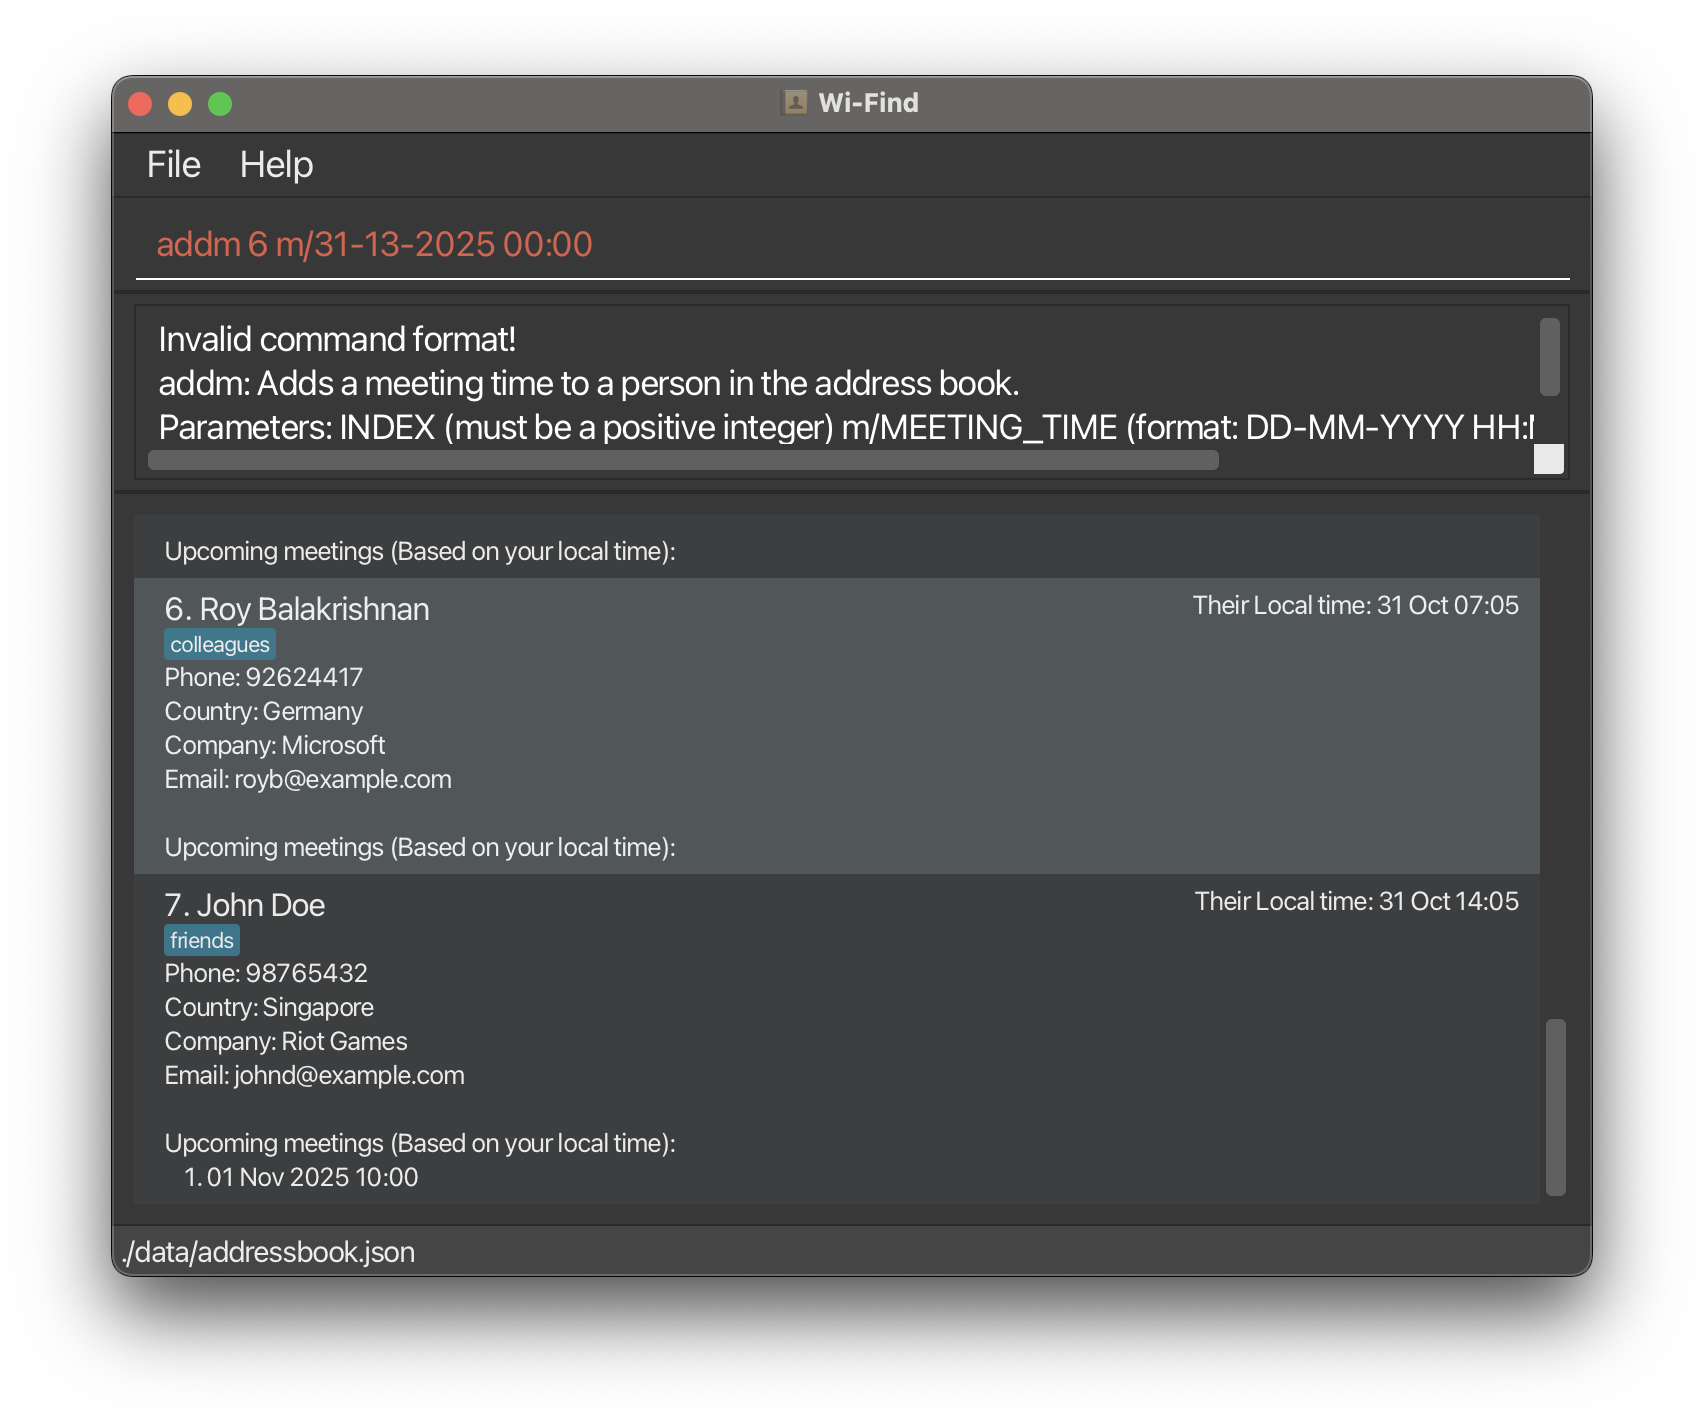 Wi-Find
File Help
addm 6 m/31-13-2025 00:00
Invalid command format!
addm: Adds a meeting time to a person in the address book.
Parameters: INDEX (must be a positive integer) m/MEETING_TIME (format: DD-MM-YYYY
Upcoming meetings (Based on your local time):
6. Roy Balakrishnan
Their Local time: 31 Oct 07:05
colleagues
Phone: 92624417
Country: Germany
Company: Microsoft
Email: royb@example.com
Upcoming meetings (Based on your local time):
7. John Doe
Their Local time: 31 Oct 14:05
friends
Phone: 98765432
Country: Singapore
Company: Riot Games
Email: johnd@example.com
Upcoming meetings (Based on your local time):
1. 01 Nov 2025 10:00
./data/addressbook.json